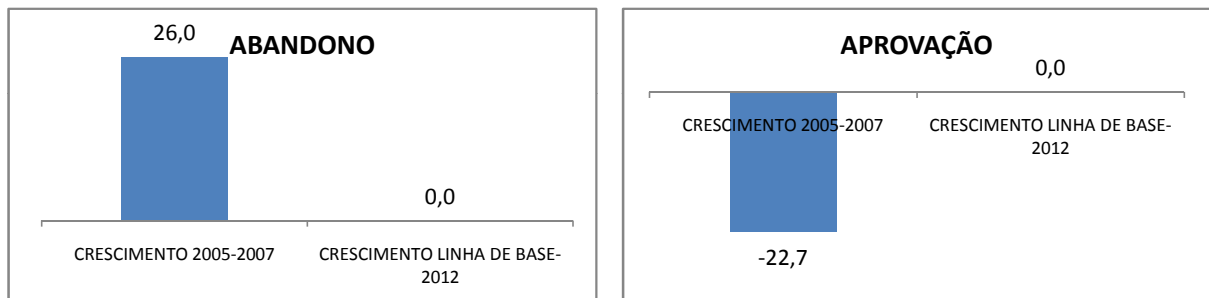 ABANDONO
26,0
0,0
CRESCIMENTO 2005-2007
CRESCIMENTO LINHA DE BASE-
2012
APROVAÇÃO
0,0
CRESCIMENTO 2005-2007
CRESCIMENTO LINHA DE BASE-
2012
-22,7